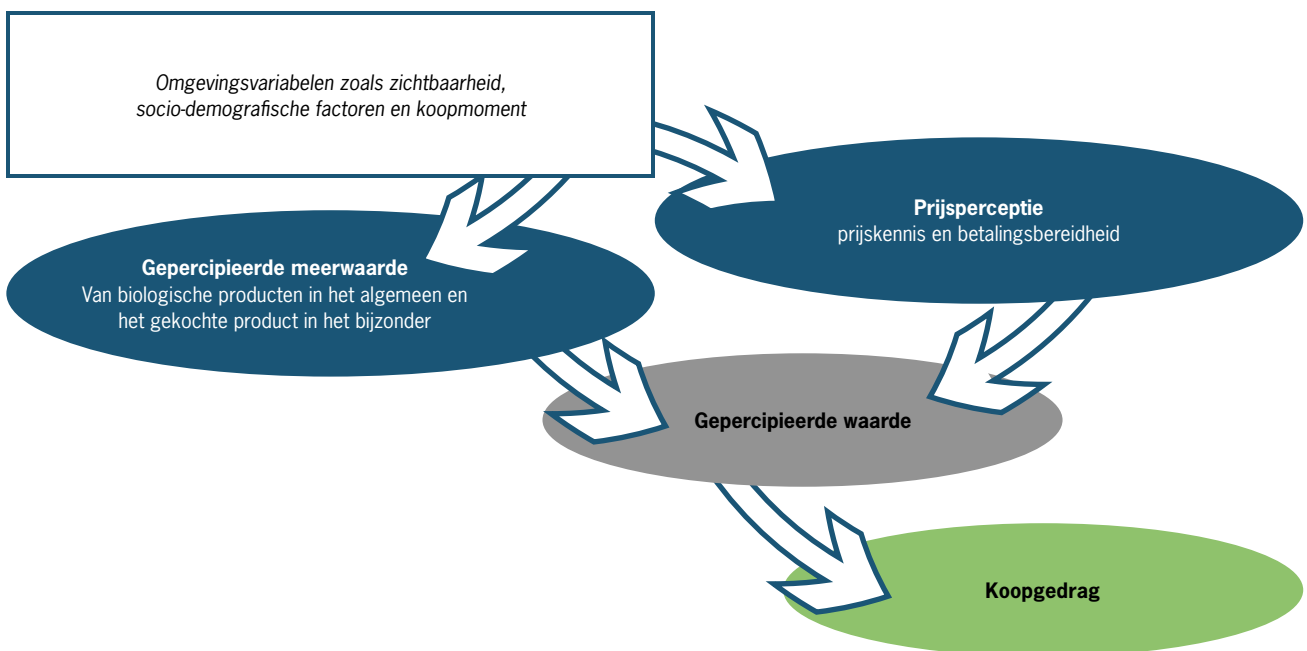 Omgevingsvariabelen zoals zichtbaarheid,
socio-demografische factoren en koopmoment
Prijsperceptie
prijskennis en betalingsbereidheid
Gepercipieerde meerwaarde
Van biologische producten in het algemeen en
het gekochte product in het bijzonder
Gepercipieerde waarde
Koopgedrag